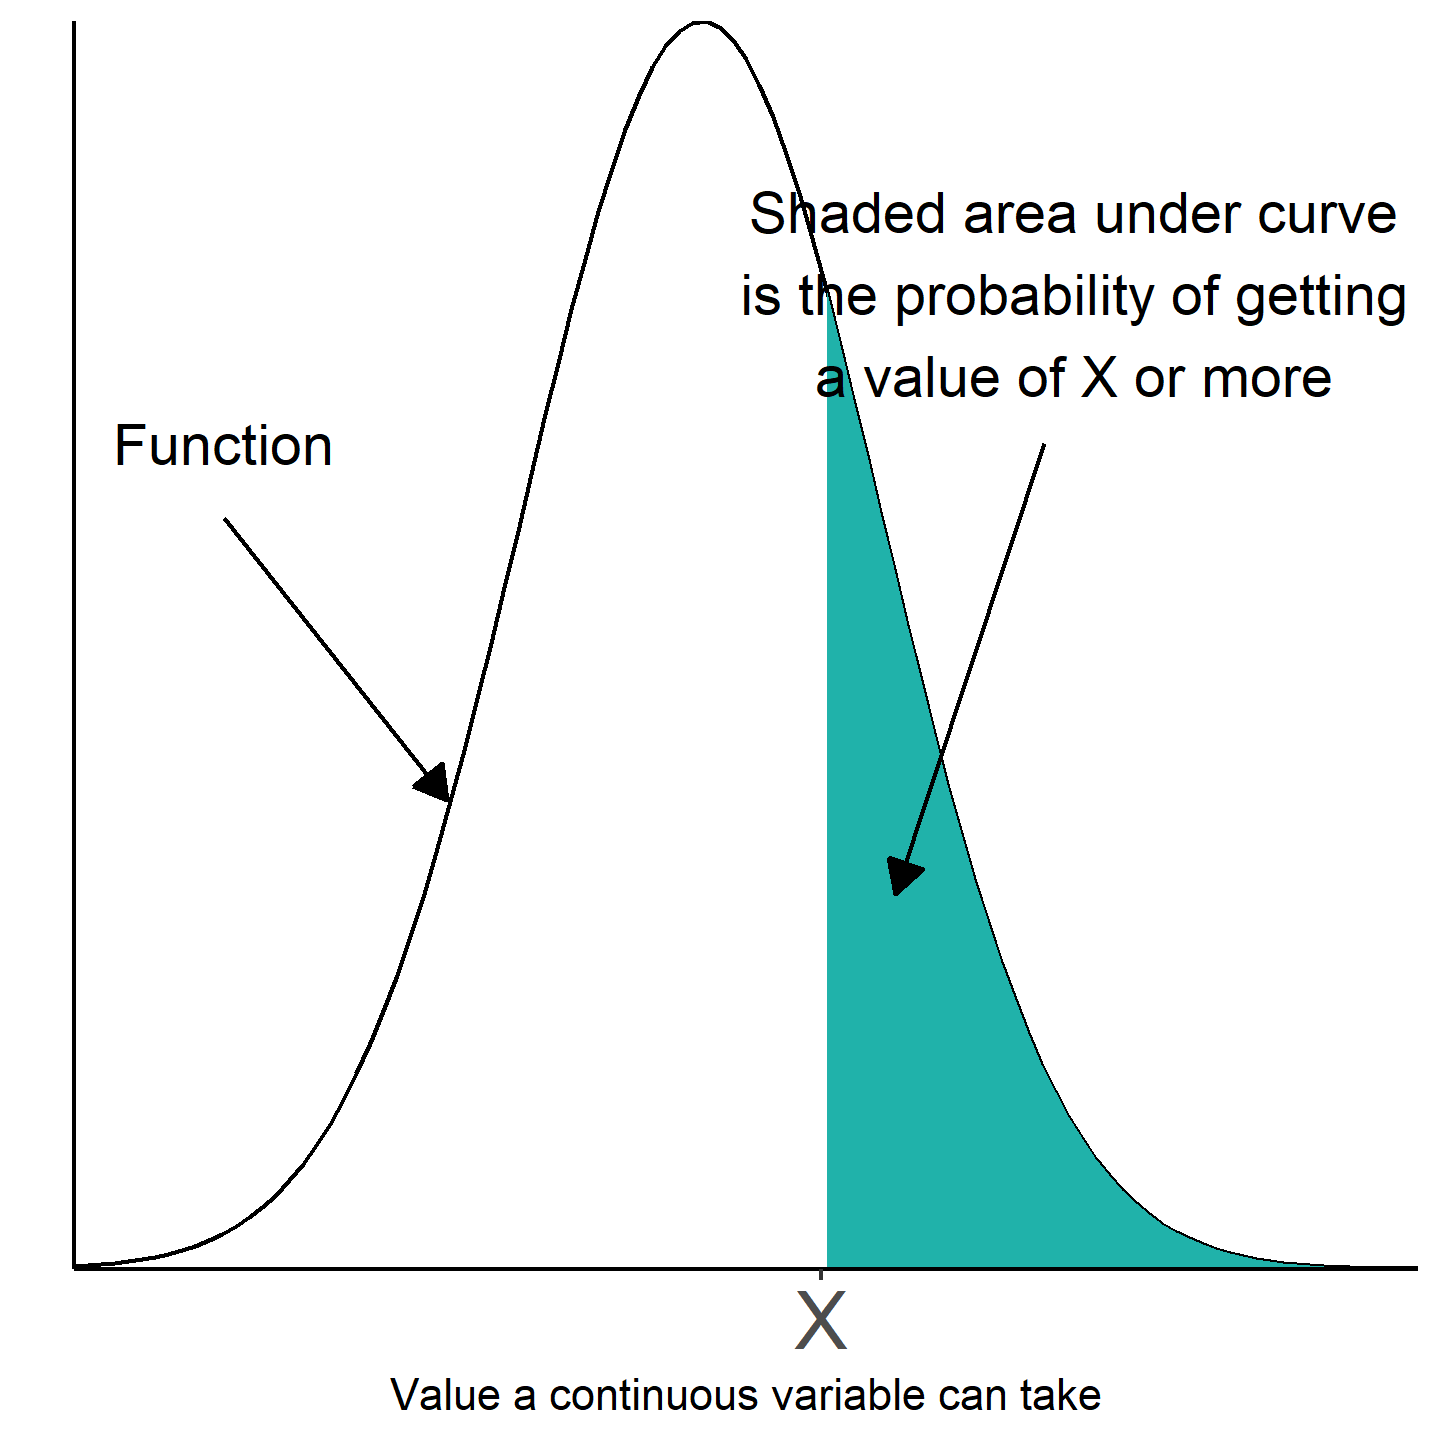 Shaded area under curve
is the probability of getting
a value of X or more
Function
X
Value a continuous variable can take